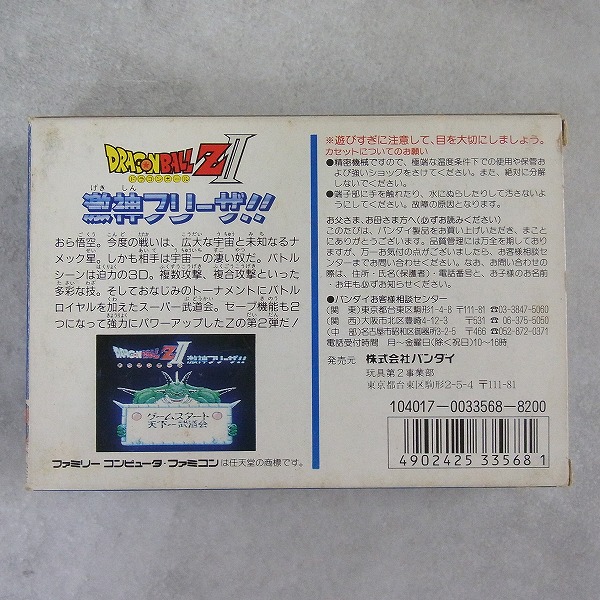 DRAGON BALL Z II
ドラゴンボール
げき しん
激神フリーザ!!
おら悟空。今度の戦いは、広大な宇宙と未知なるナ
メック星。しかも相手は宇宙一の凄い奴だ。バトル
シーンは迫力の3D。複数攻撃、複合攻撃といった
多彩な技。そしておなじみのトーナメントにバトル
ロイヤルを加えたスーパー武道会。セーブ機能も2
つになって強力にパワーアップしたZの第2弾だ!
DRAGON BALL Z II
ドラゴンボール
激神フリーザ!!
ゲームスタート
天下一武道会
ファミリーコンピュータ・ファミコンは任天堂の商標です。
※遊びすぎに注意して、目を大切にしましょう。
カセットについてのお願い
●精密機械ですので、極端な温度条件下での使用や保管お
よび強いショックをさけてください。また、絶対に分解
しないでください。
●端子部に手を触れたり、水にぬらしたりして汚さないよ
うにしてください。故障の原因となります。
お父さま、お母さま方へ(必ずお読みください)
このたびは、バンダイ製品をお買い上げいただき、まこと
にありがとうございます。品質管理には万全を期しており
ますが、万一お気付の点がございましたら、お客様相談セ
ンターまでお問い合わせください。なお、お問い合わせの
際は、住所・氏名(保護者)・電話番号と、お子様のお名前
・お年も必ずお知らせください。
●バンダイお客様相談センター
(関 東)東京都台東区駒形1-4-8 〒111-81 ☎03-3847-5060
(関 西)大阪市北区豊崎4-12-3 〒531 ☎06-375-5050
(中 部)名古屋市昭和区御器所2-2-5 〒466 ☎052-872-0371
電話受付時間 月〜金曜日(除く祝日)10〜16時
発売元 株式会社バンダイ
玩具第2事業部
東京都台東区駒形2-5-4 〒111-81
104017-0033568-8200
4902425 335681